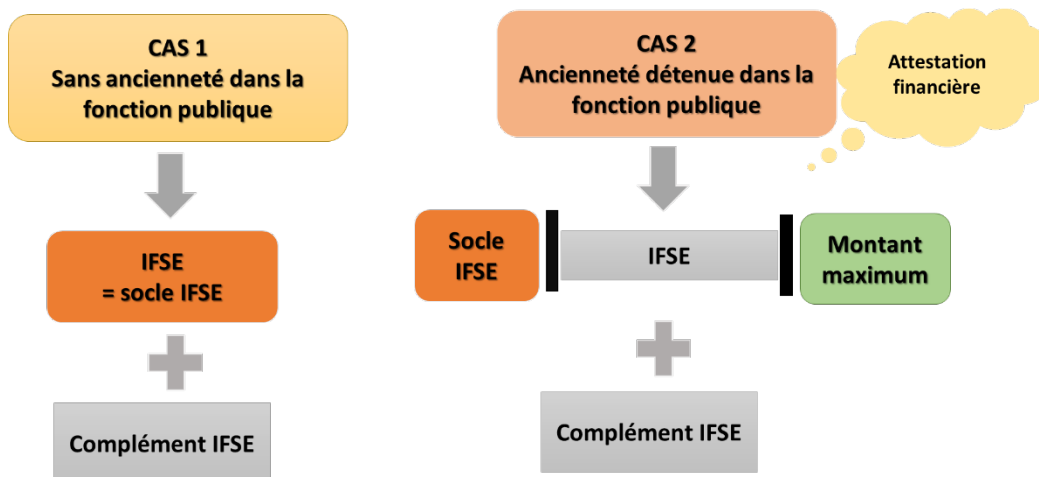 CAS 1
Sans ancienneté dans la
fonction publique
IFSE
= socle IFSE
Complément IFSE
CAS 2
Ancienneté détenue dans la
fonction publique
Attestation
financière
Socle
IFSE
IFSE
Montant
maximum
Complément IFSE